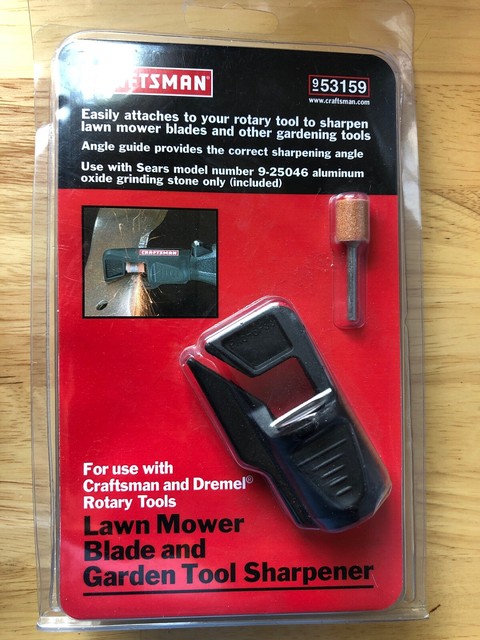 CRAFTSMAN
9-53159
www.craftsman.com
Easily attaches to your rotary tool to sharpen
lawn mower blades and other gardening tools
Angle guide provides the correct sharpening angle
Use with Sears model number 9-25046 aluminum
oxide grinding stone only (included)
CRAFTSMAN
For use with
Craftsman and Dremel®
Rotary Tools
Lawn Mower
Blade and
Garden Tool Sharpener